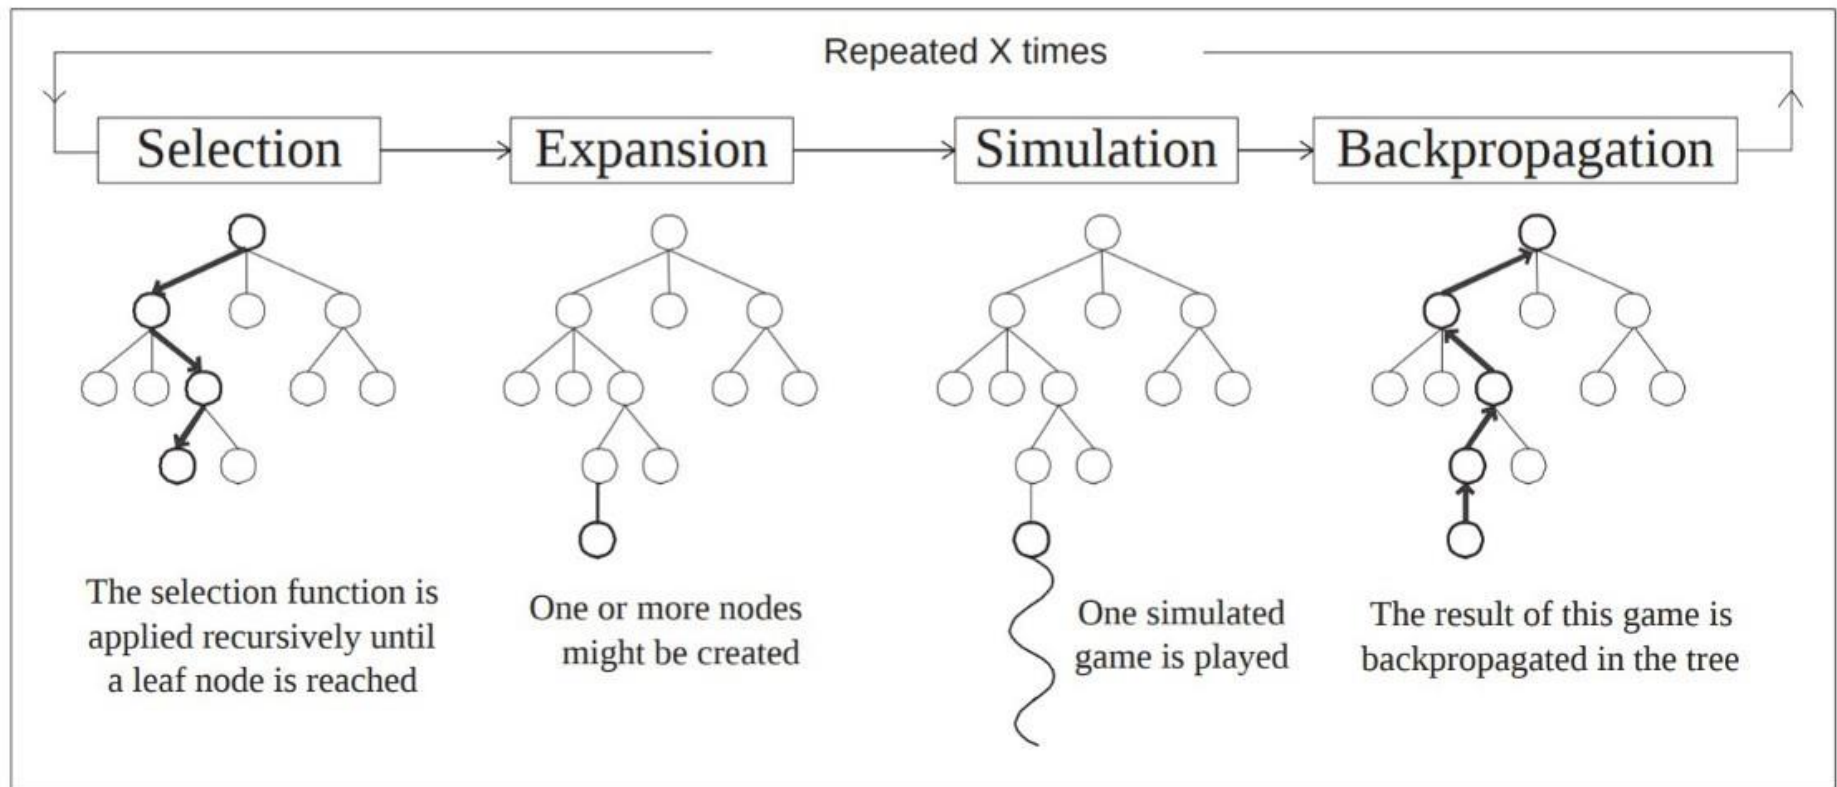 Repeated X times
Selection
Expansion
Simulation
Backpropagation
The selection function is
applied recursively until
a leaf node is reached
One or more nodes
might be created
One simulated
game is played
The result of this game is
backpropagated in the tree